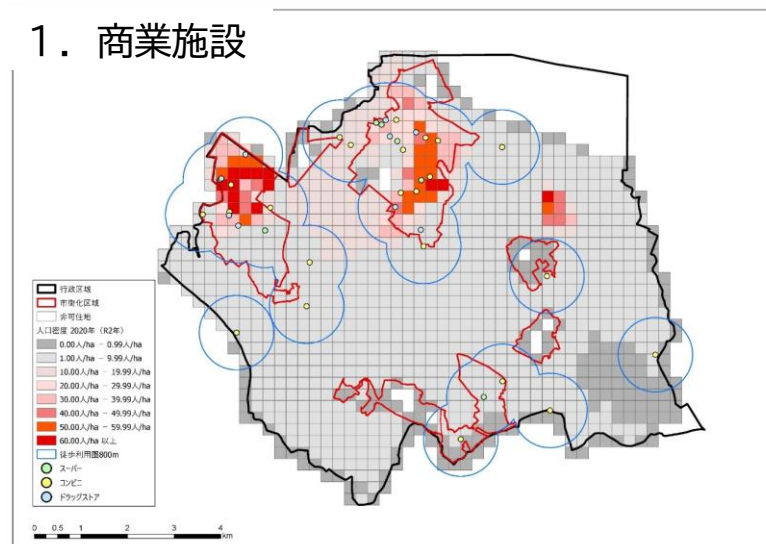 1. 商業施設
行政区域
市街化区域
非可住地
人口密度 2020年（R2年）
0.00人/ha － 0.99人/ha
1.00人/ha － 9.99人/ha
10.00人/ha － 19.99人/ha
20.00人/ha － 29.99人/ha
30.00人/ha － 39.99人/ha
40.00人/ha － 49.99人/ha
50.00人/ha － 59.99人/ha
60.00人/ha 以上
徒歩利用圏800m
スーパー
コンビニ
ドラッグストア
0 0.5 1 2 3 4
km